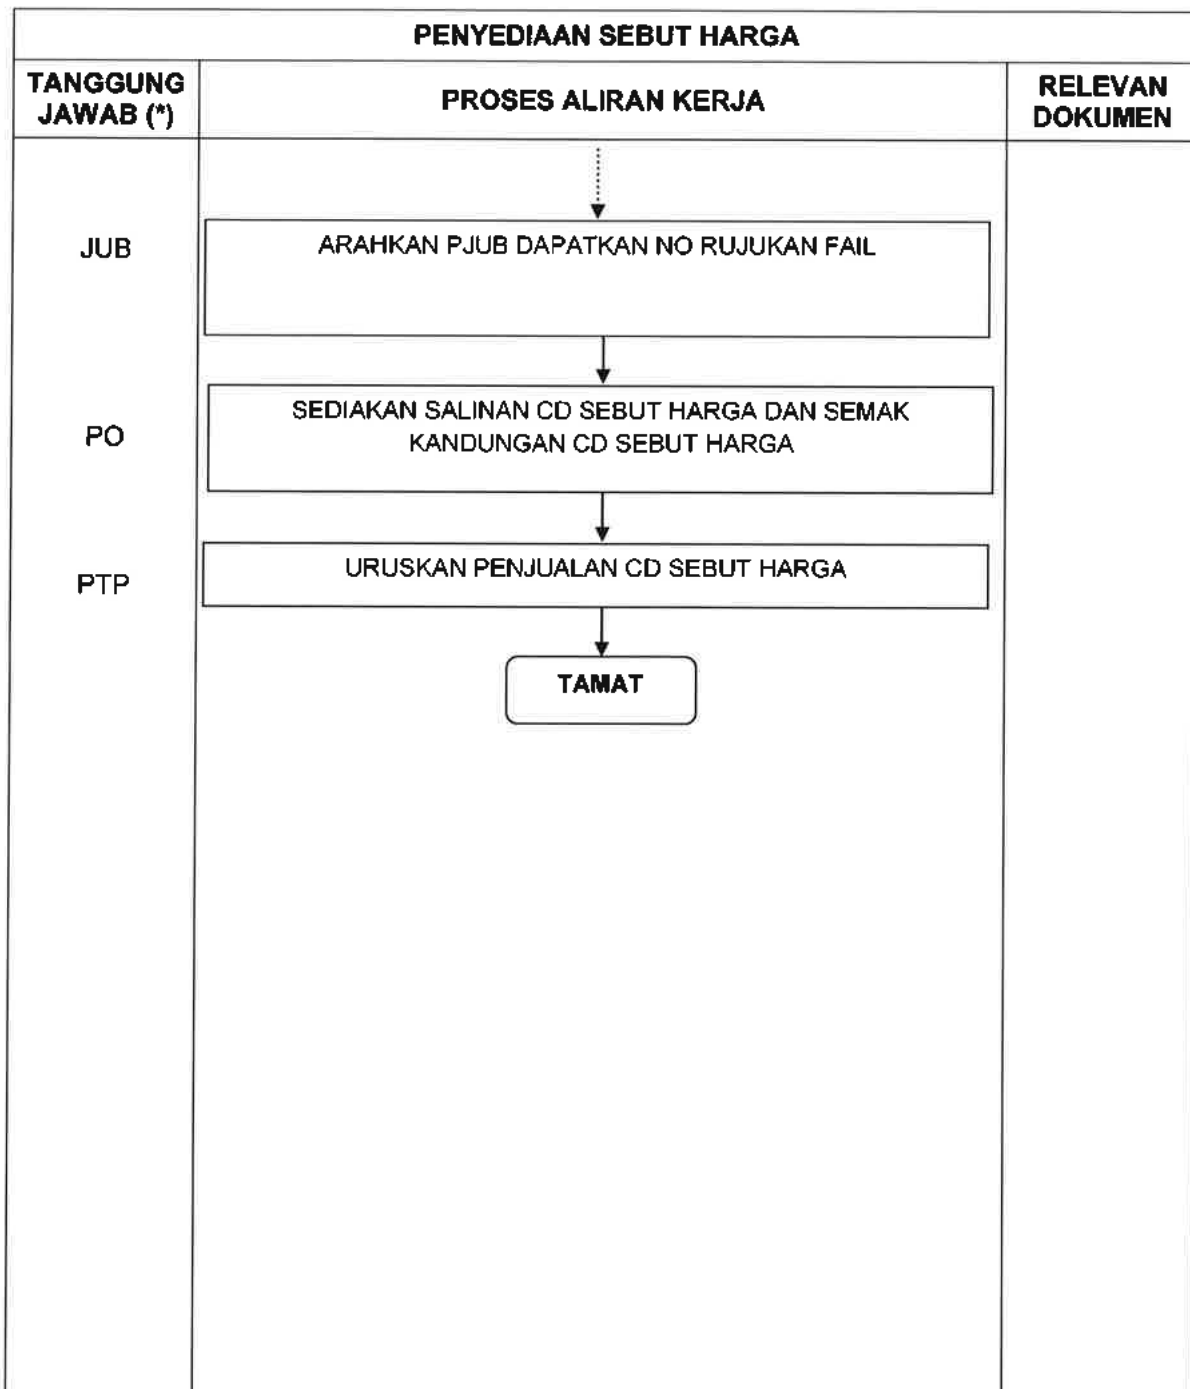 PENYEDIAAN SEBUT HARGA
TANGGUNG
JAWAB (*)
PROSES ALIRAN KERJA
RELEVAN
DOKUMEN
JUB
ARAHKAN PJUB DAPATKAN NO RUJUKAN FAIL
PO
SEDIAKAN SALINAN CD SEBUT HARGA DAN SEMAK
KANDUNGAN CD SEBUT HARGA
PTP
URUSKAN PENJUALAN CD SEBUT HARGA
TAMAT